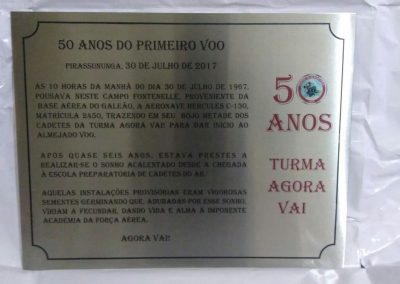 50 ANOS DO PRIMEIRO VOO
PIRASSUNUNGA, 30 DE JULHO DE 2017
AS 10 HORAS DA MANHÃ DO DIA 30 DE JULHO DE 1967,
POUSAVA NESTE CAMPO FONTENELLE, PROVENIENTE DA
BASE AÉREA DO GALEÃO, A AERONAVE HÉRCULES C-130,
MATRÍCULA 2450, TRAZENDO EM SEU BOJO METADE DOS
CADETES DA TURMA AGORA VAI! PARA DAR INÍCIO AO
ALMEJADO VOO.
APÓS QUASE SEIS ANOS, ESTAVA PRESTES A
REALIZAR-SE O SONHO ACALENTADO DESDE A CHEGADA
À ESCOLA PREPARATÓRIA DE CADETES DO AR.
AQUELAS INSTALAÇÕES PROVISÓRIAS ERAM VIGOROSAS
SEMENTES GERMINANDO QUE, ADUBADAS POR ESSE SONHO,
VIRIAM A FECUNDAR, DANDO VIDA E ALMA À IMPONENTE
ACADEMIA DA FORÇA AÉREA.
AGORA VAI!
50
ANOS
TURMA
AGORA
VAI